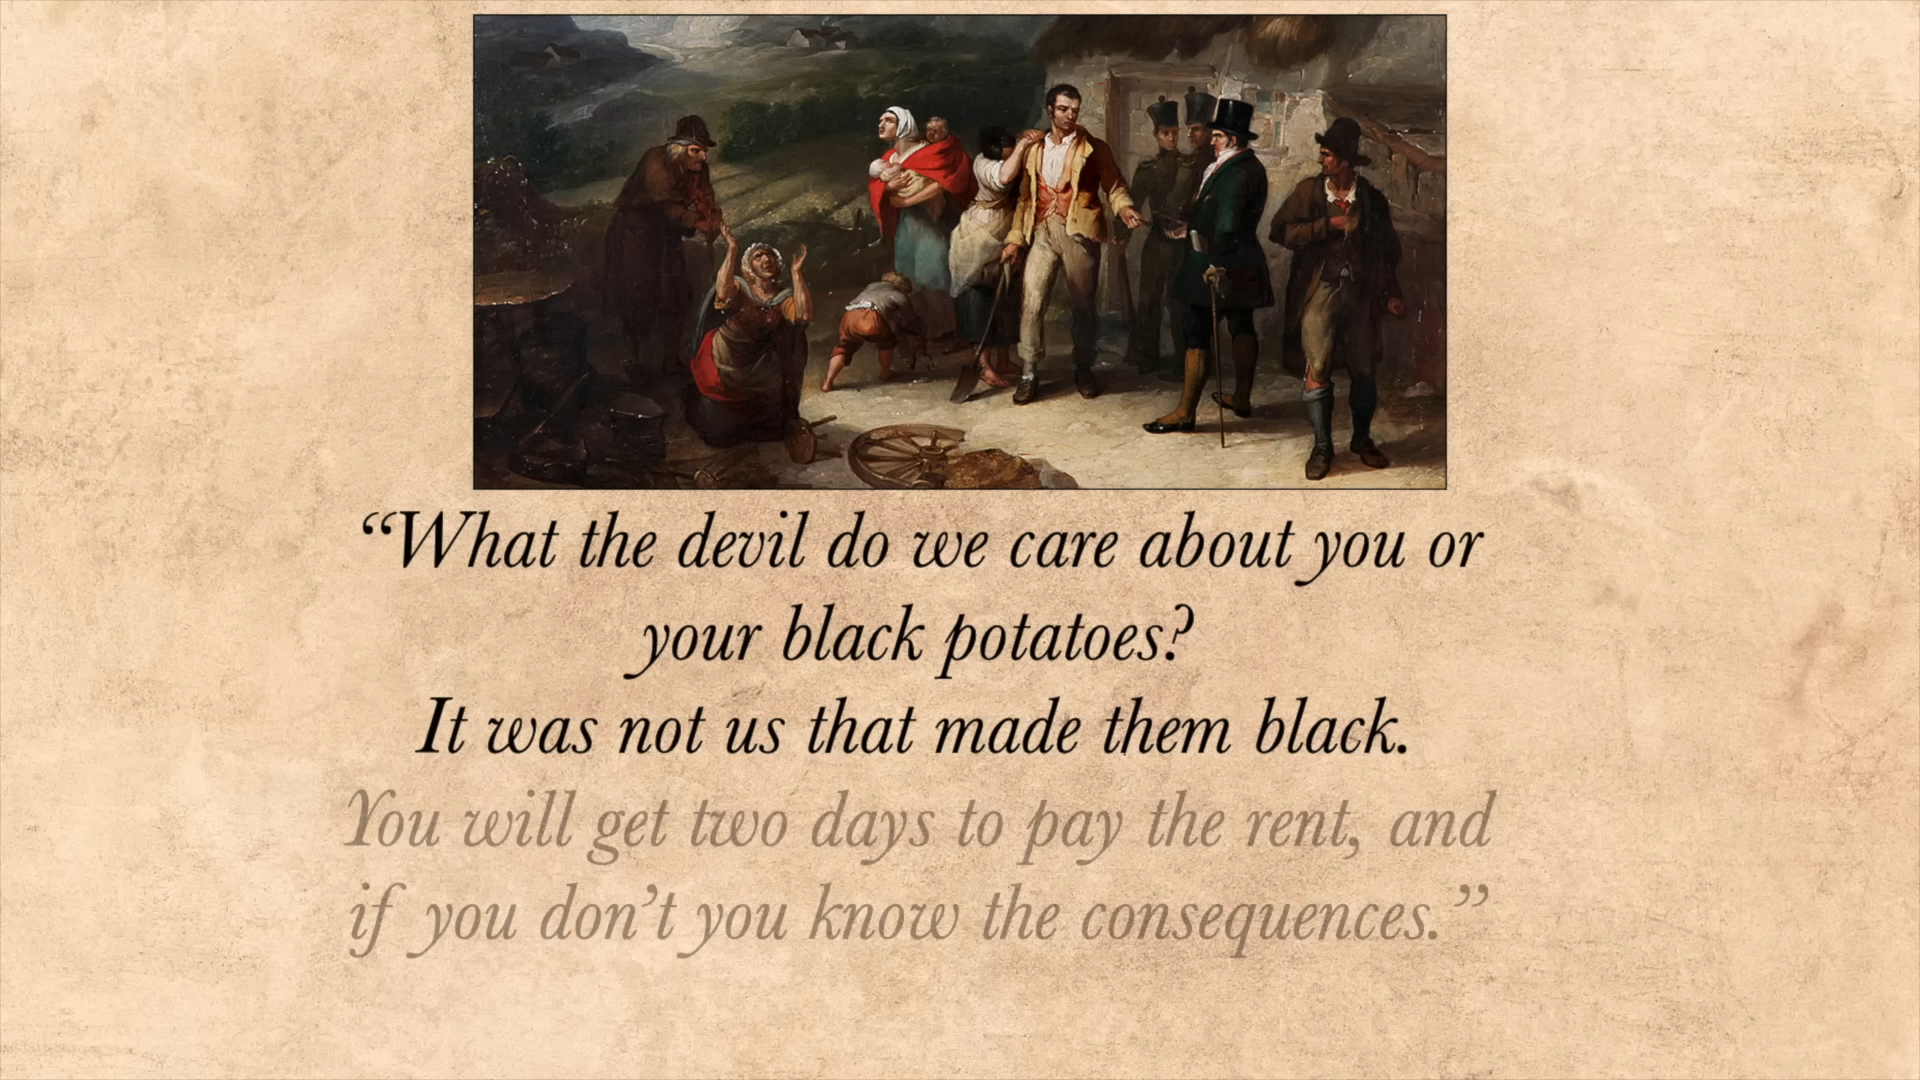 “What the devil do we care about you or
your black potatoes?
It was not us that made them black.
You will get two days to pay the rent, and
if you don’t you know the consequences.”